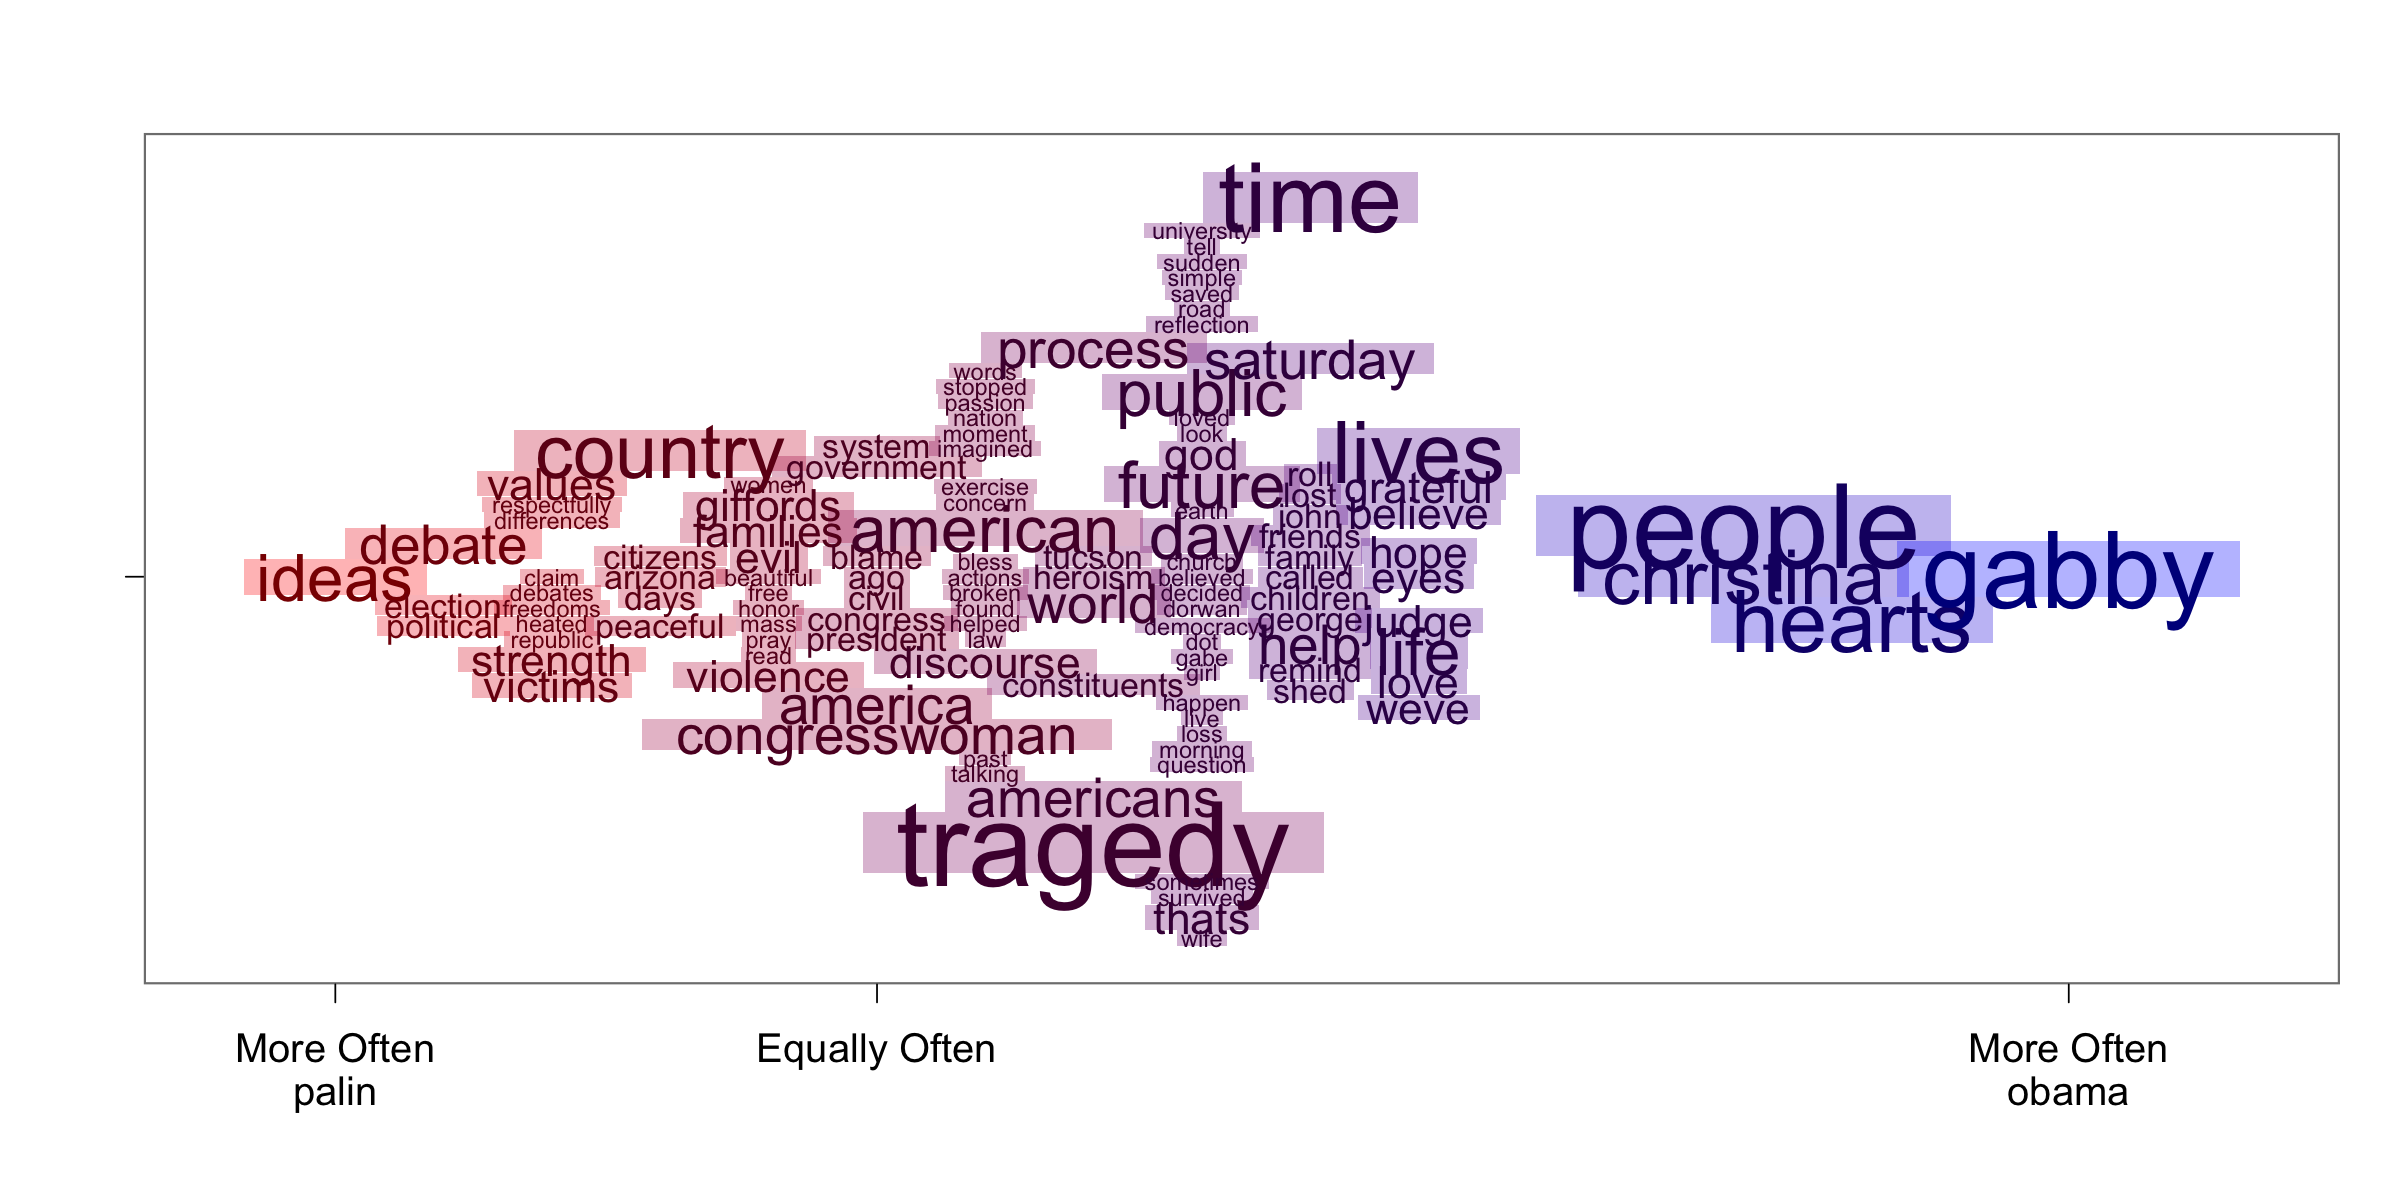 time
university
tell
sudden
simple
saved
road
reflection
process
saturday
words
stopped
public
passion
nation
loved
moment
look
country
system
imagined
lives
god
government
values
women
exercise
future
roll
grateful
respectfully
giffords
concern
lost
differences
families
american
earth
john
believe
people
debate
day
friends
citizens
evil
blame
bless
tucson
church
family
hope
ideas
claim
arizona
beautiful
ago
actions
heroism
believed
called
eyes
christina
gabby
debates
days
free
civil
broken
world
decided
children
election
freedoms
honor
found
dorwan
political
heated
peaceful
mass
congress
helped
democracy
george
judge
hearts
republic
pray
president
law
dot
help
life
strength
read
discourse
gabe
victims
violence
constituents
girl
remind
love
shed
america
happen
weve
congresswoman
live
loss
past
morning
talking
question
americans
tragedy
sometimes
survived
thats
wife
More Often
palin
Equally Often
More Often
obama